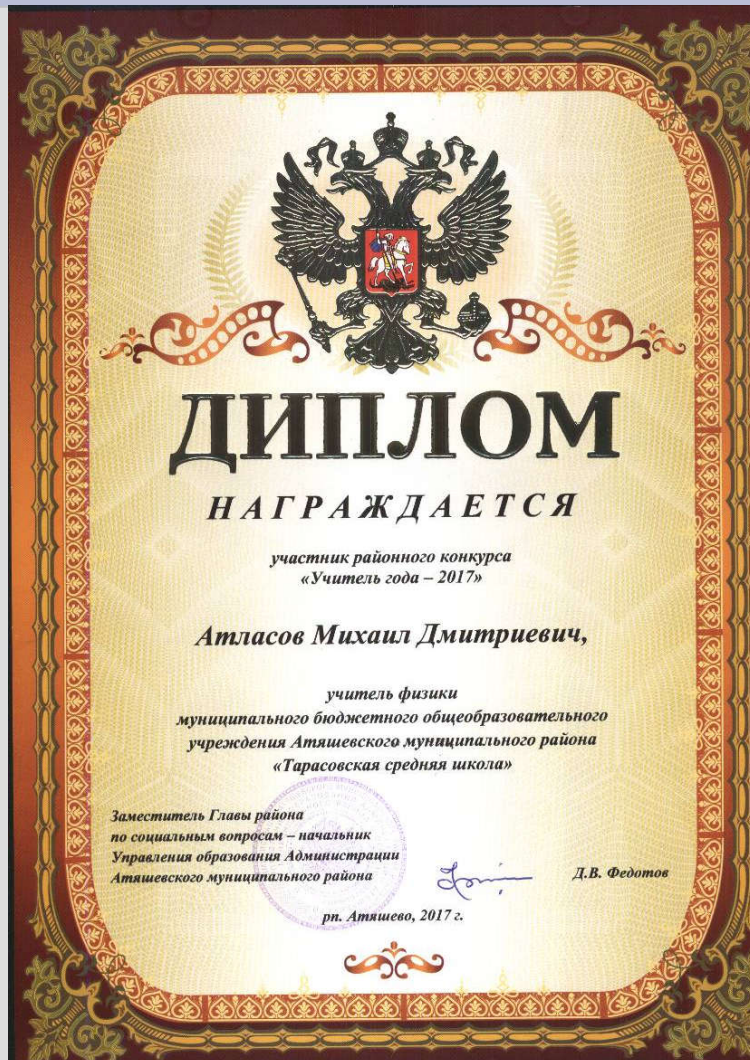 ДИПЛОМ
НАГРАЖДАЕТСЯ
участник районного конкурса
«Учитель года – 2017»
Атласов Михаил Дмитриевич,
учитель физики
муниципального бюджетного общеобразовательного
учреждения Атяшевского муниципального района
«Тарасовская средняя школа»
Заместитель Главы района
по социальным вопросам – начальник
Управления образования Администрации
Атяшевского муниципального района
Д.В. Федотов
рп. Атяшево, 2017 г.